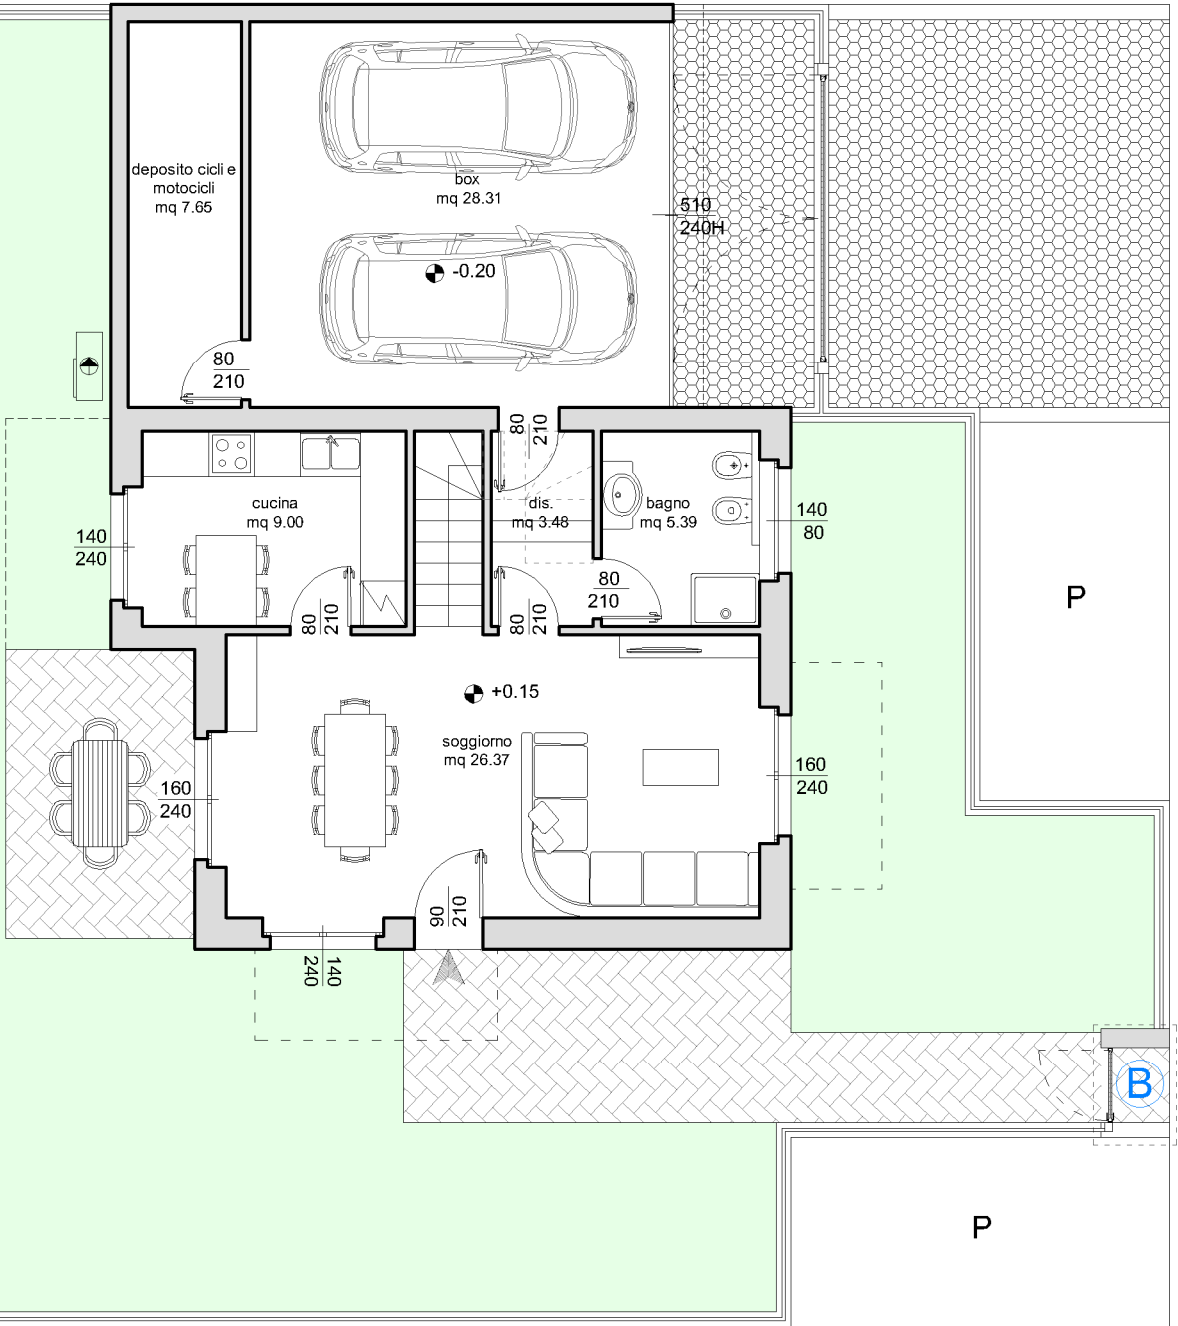 deposito cicli e
motocicli
mq 7.65
box
mq 28.31
510
240H
-0.20
80
210
80
210
cucina
mq 9.00
dis.
mq 3.48
bagno
mq 5.39
140
80
140
240
80
210
80
210
80
210
P
+0.15
soggiorno
mq 26.37
160
240
160
240
90
210
140
240
B
P